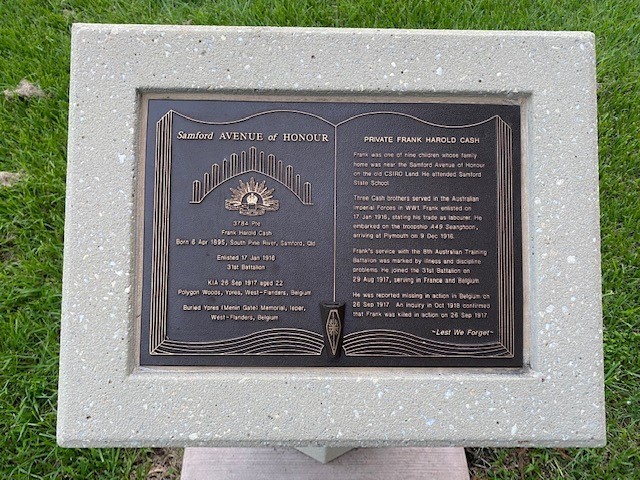 Samford AVENUE of HONOUR
3784 Pte
Frank Harold Cash
Born 6 Apr 1895, South Pine River, Samford, Qld
Enlisted 17 Jan 1916
31st Battalion
KIA 26 Sep 1917 aged 22
Polygon Woods, Ypres, West-Flanders, Belgium
Buried Ypres (Menin Gate) Memorial, Ieper,
West-Flanders, Belgium
PRIVATE FRANK HAROLD CASH
Frank was one of nine children whose family
home was near the Samford Avenue of Honour
on the old CSIRO Land. He attended Samford
State School.
Three Cash brothers served in the Australian
Imperial Forces in WW1. Frank enlisted on
17 Jan 1916, stating his trade as labourer. He
embarked on the troopship A49 Seanghoon,
arriving at Plymouth on 9 Dec 1916.
Frank's service with the 8th Australian Training
Battalion was marked by illness and discipline
problems. He joined the 31st Battalion on
29 Aug 1917, serving in France and Belgium.
He was reported missing in action in Belgium on
26 Sep 1917. An inquiry in Oct 1918 confirmed
that Frank was killed in action on 26 Sep 1917.
~Lest We Forget~